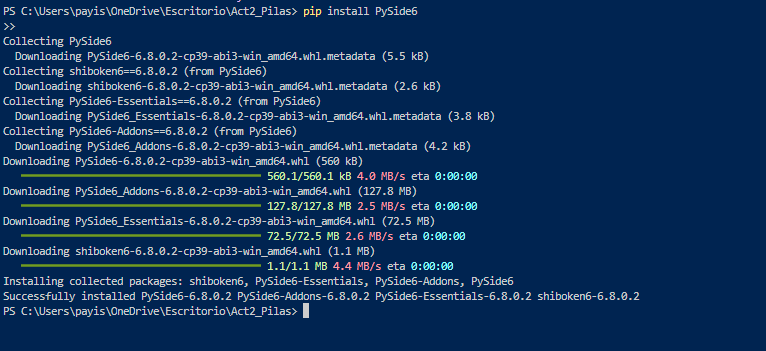 PS C:\Users\payis\OneDrive\Escritorio\Act2_Pilas> pip install PySide6
>>
Collecting PySide6
Downloading PySide6-6.8.0.2-cp39-abi3-win_amd64.whl.metadata (5.5 kB)
Collecting shiboken6==6.8.0.2 (from PySide6)
Downloading shiboken6-6.8.0.2-cp39-abi3-win_amd64.whl.metadata (2.6 kB)
Collecting PySide6-Essentials==6.8.0.2 (from PySide6)
Downloading PySide6_Essentials-6.8.0.2-cp39-abi3-win_amd64.whl.metadata (3.8 kB)
Collecting PySide6-Addons==6.8.0.2 (from PySide6)
Downloading PySide6_Addons-6.8.0.2-cp39-abi3-win_amd64.whl.metadata (4.2 kB)
Downloading PySide6-6.8.0.2-cp39-abi3-win_amd64.whl (560 kB)
560.1/560.1 kB 4.0 MB/s eta 0:00:00
Downloading PySide6_Addons-6.8.0.2-cp39-abi3-win_amd64.whl (127.8 MB)
127.8/127.8 MB 2.5 MB/s eta 0:00:00
Downloading PySide6_Essentials-6.8.0.2-cp39-abi3-win_amd64.whl (72.5 MB)
72.5/72.5 MB 2.6 MB/s eta 0:00:00
Downloading shiboken6-6.8.0.2-cp39-abi3-win_amd64.whl (1.1 MB)
1.1/1.1 MB 4.4 MB/s eta 0:00:00
Installing collected packages: shiboken6, PySide6-Essentials, PySide6-Addons, PySide6
Successfully installed PySide6-6.8.0.2 PySide6-Addons-6.8.0.2 PySide6-Essentials-6.8.0.2 shiboken6-6.8.0.2
PS C:\Users\payis\OneDrive\Escritorio\Act2_Pilas>